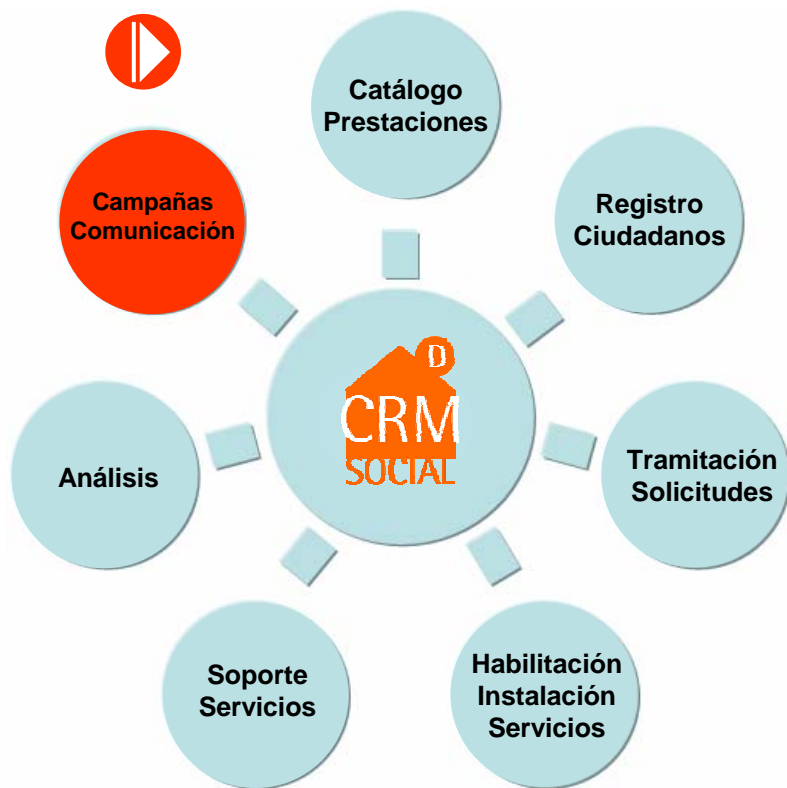 Catálogo
Prestaciones
Campañas
Comunicación
Registro
Ciudadanos
D
CRM
SOCIAL
Análisis
Tramitación
Solicitudes
Soporte
Servicios
Habilitación
Instalación
Servicios